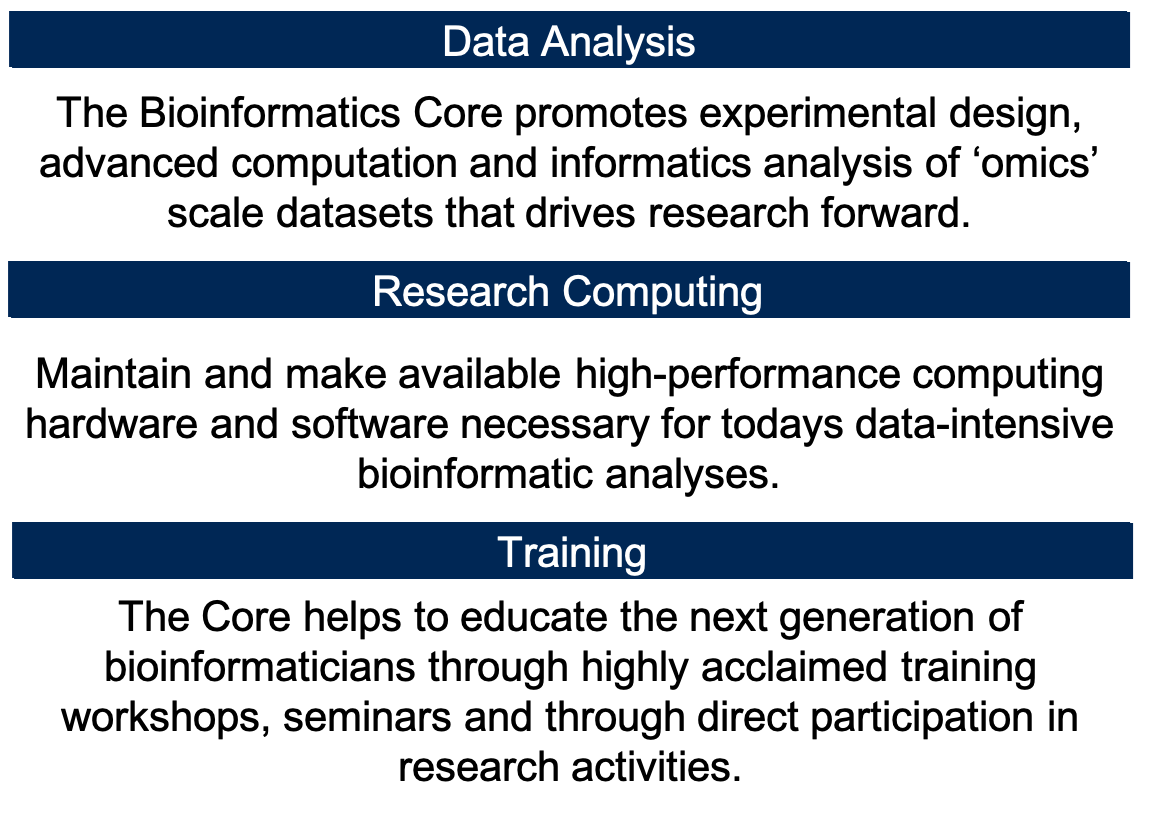 Data Analysis
The Bioinformatics Core promotes experimental design,
advanced computation and informatics analysis of ‘omics’
scale datasets that drives research forward.
Research Computing
Maintain and make available high-performance computing
hardware and software necessary for todays data-intensive
bioinformatic analyses.
Training
The Core helps to educate the next generation of
bioinformaticians through highly acclaimed training
workshops, seminars and through direct participation in
research activities.